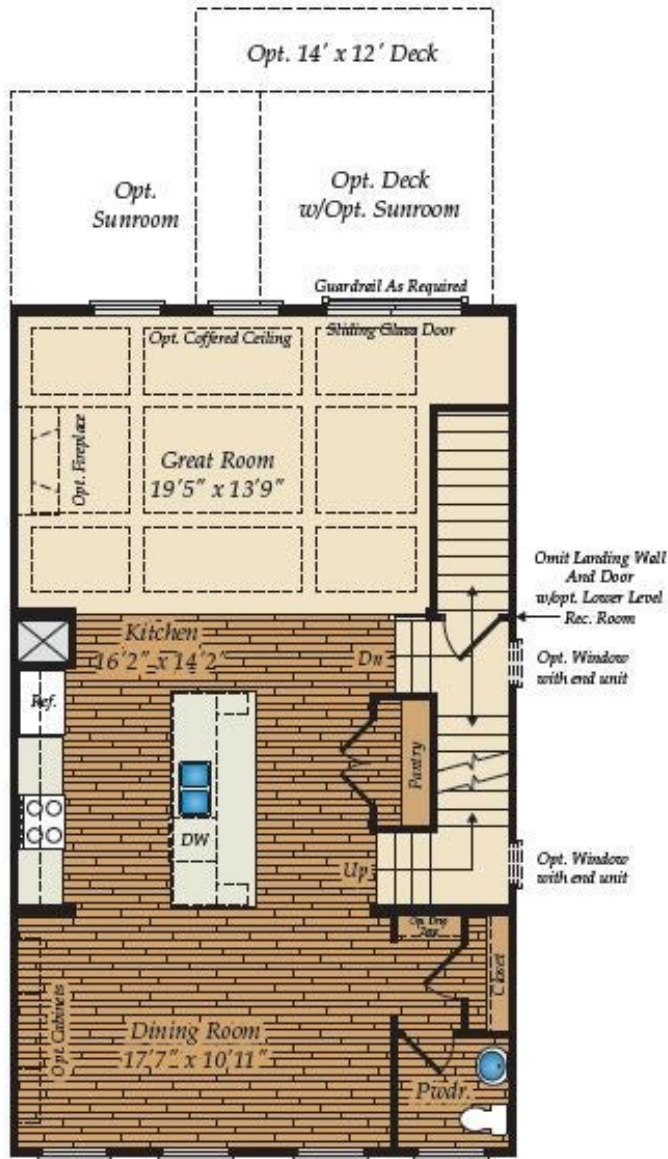 Opt. 14' x 12' Deck
Opt.
Sunroom
Opt. Deck
w/Opt. Sunroom
Guardrail As Required
Opt. Coffered Ceiling
Sliding Glass Door
Opt. Fireplace
Great Room
19'5" x 13'9"
Omit Landing Wall
And Door
w/opt. Lower Level
Rec. Room
Kitchen
16'2" x 14'2"
Dn
Opt. Window
with end unit
Ref.
Pantry
DW
Up
Opt. Window
with end unit
Closet
Opt. Cabinets
Dining Room
17'7" x 10'11"
Pwdr.